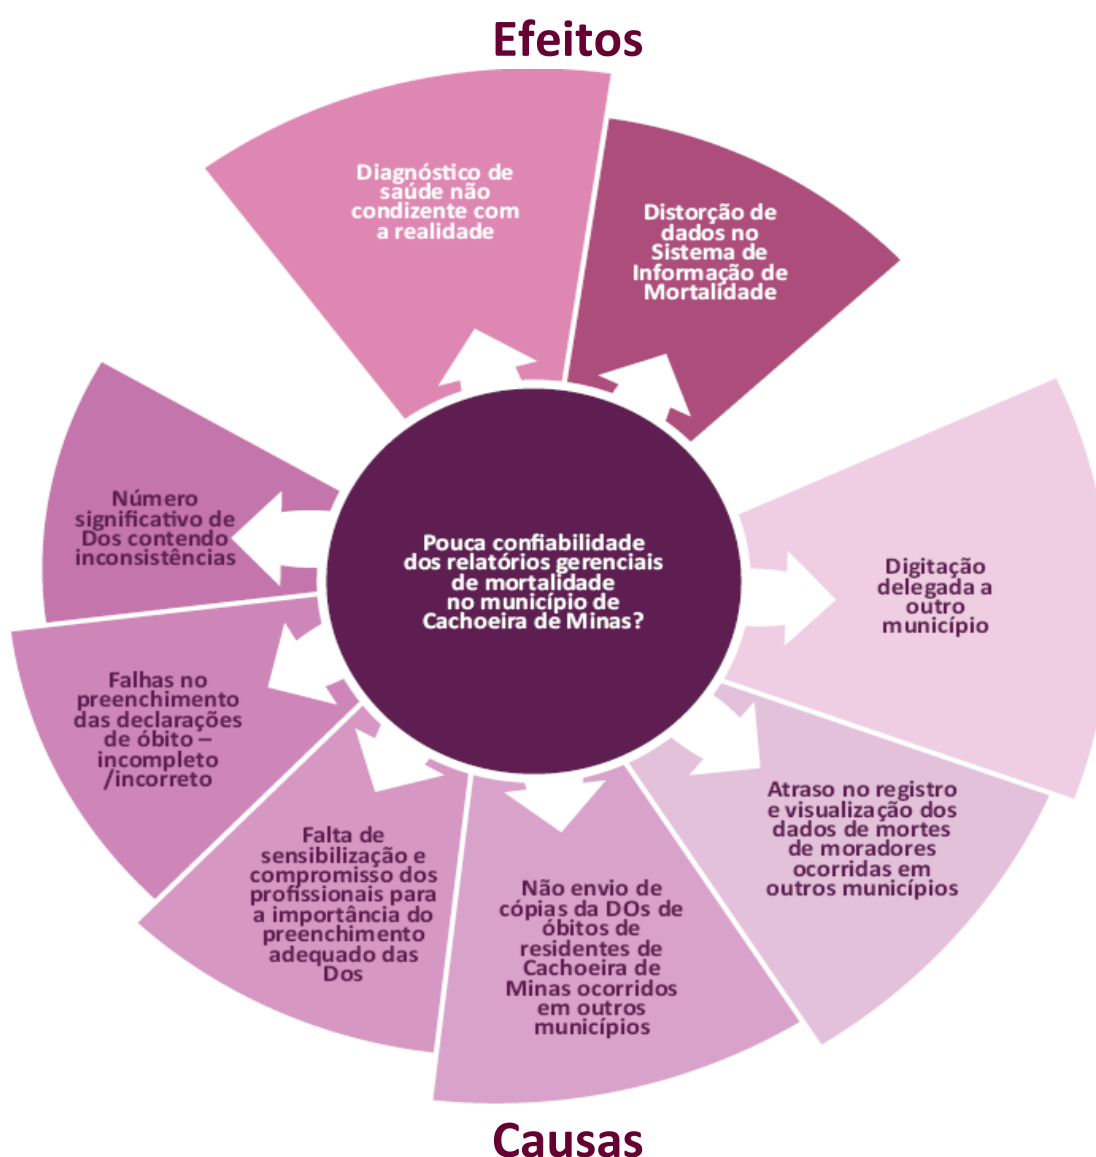 Efeitos
Diagnóstico de
saúde não
condizente com
a realidade
Distorção de
dados no
Sistema de
Informação de
Mortalidade
Número
significativo de
Dos contendo
inconsistências
Pouca confiabilidade
dos relatórios gerenciais
de mortalidade
no município de
Cachoeira de Minas?
Digitação
delegada a
outro
município
Falhas no
preenchimento
das declarações
de óbito –
incompleto
/incorreto
Atraso no registro
e visualização dos
dados de mortes
de moradores
ocorridas em
outros municípios
Falta de
sensibilização e
compromisso dos
profissionais para
a importância do
preenchimento
adequado das
Dos
Não envio de
cópias da DOs de
óbitos de
residentes de
Cachoeira de
Minas ocorridos
em outros
municípios
Causas